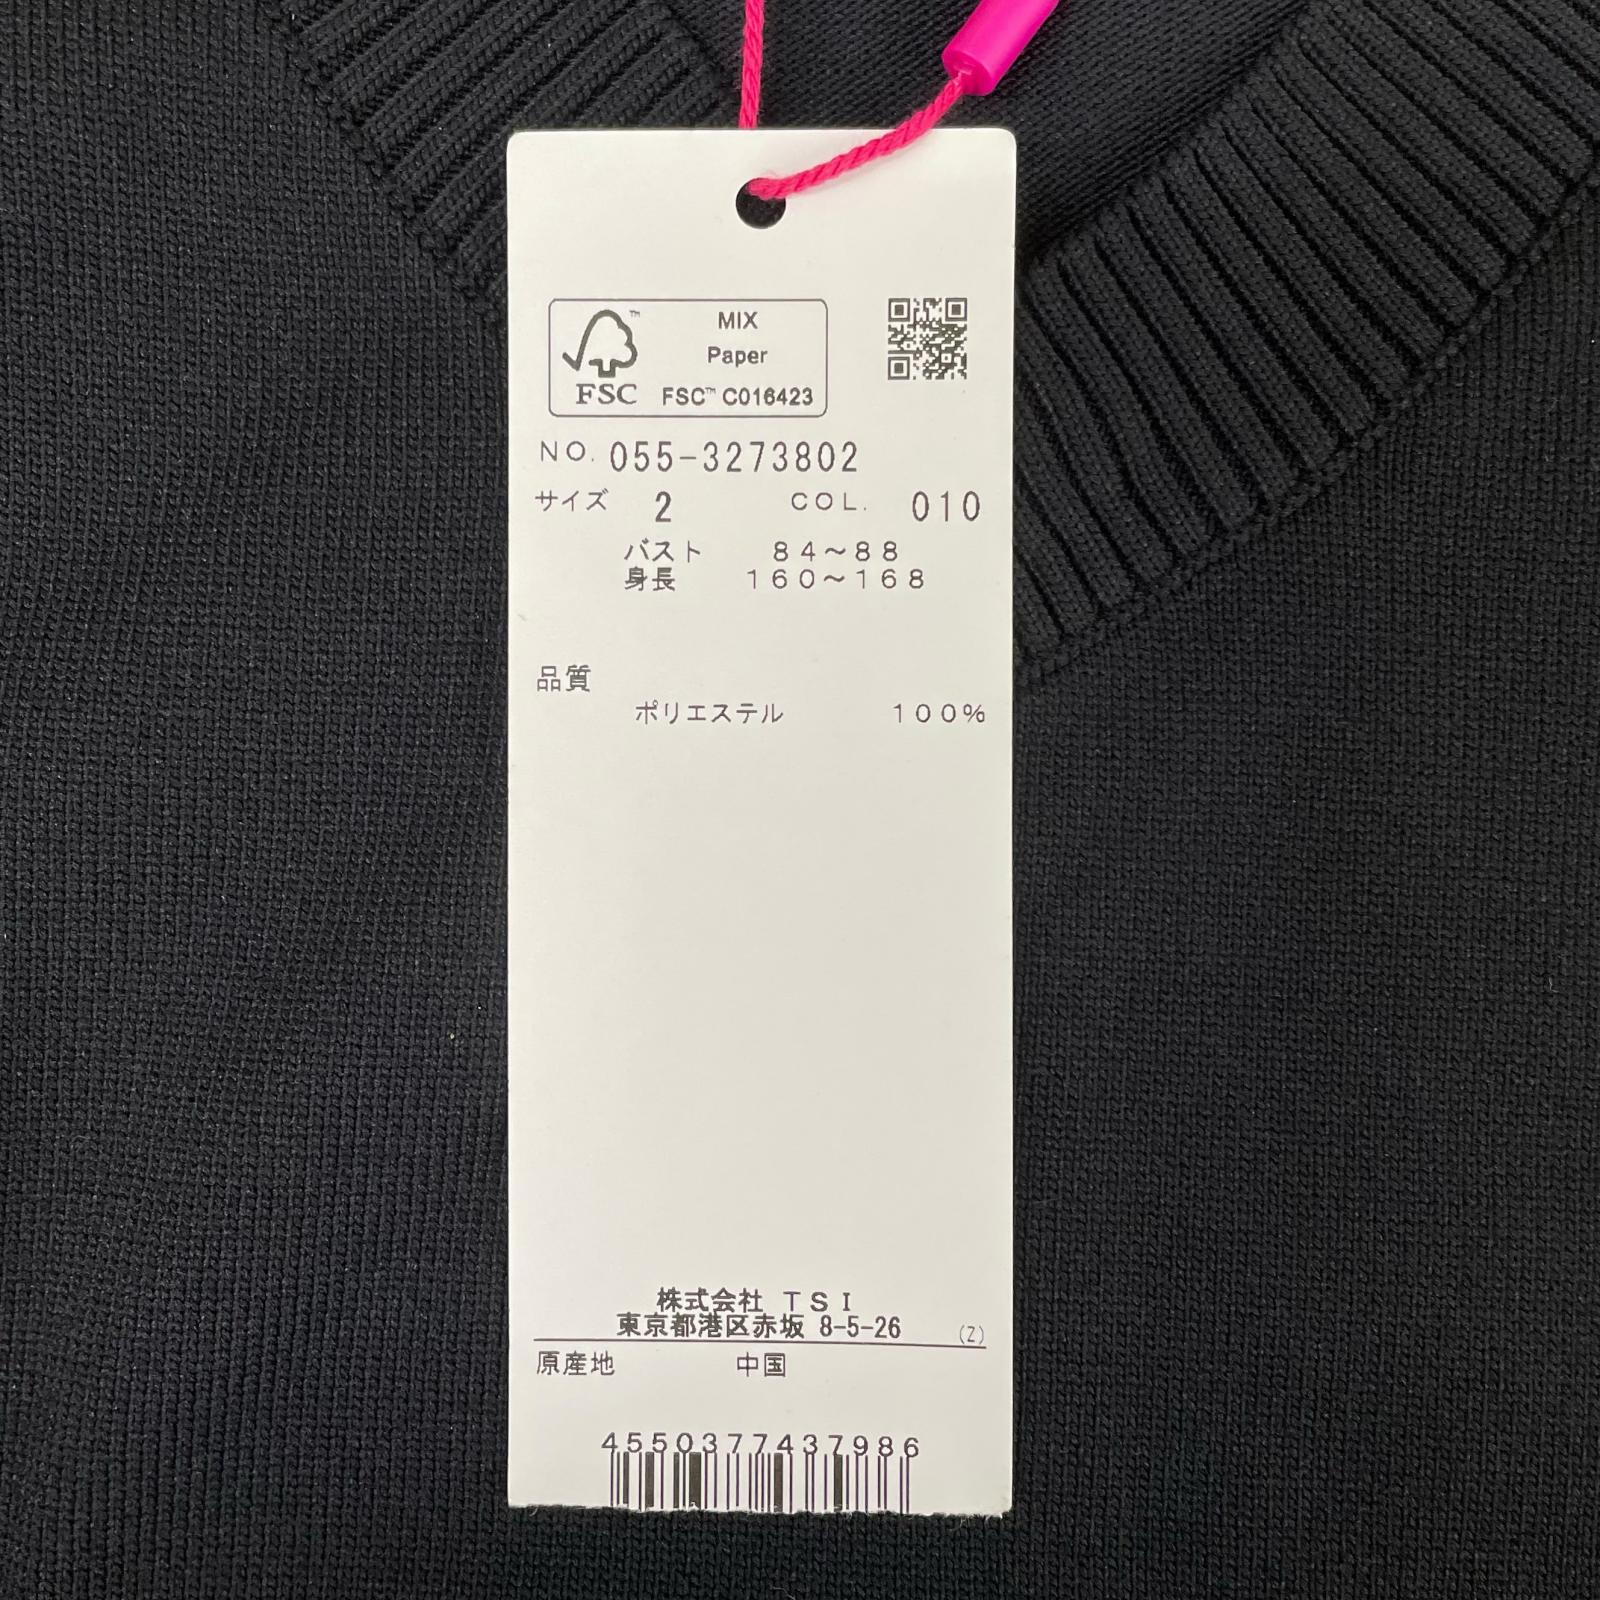 MIX
Paper
FSC™ C016423
FSC
NO. 055-3273802
サイズ 2 COL. 010
バスト 84～88
身長 160～168
品質
ポリエステル 100%
株式会社 TSI
東京都港区赤坂 8-5-26 (Z)
原産地 中国
4550377437986